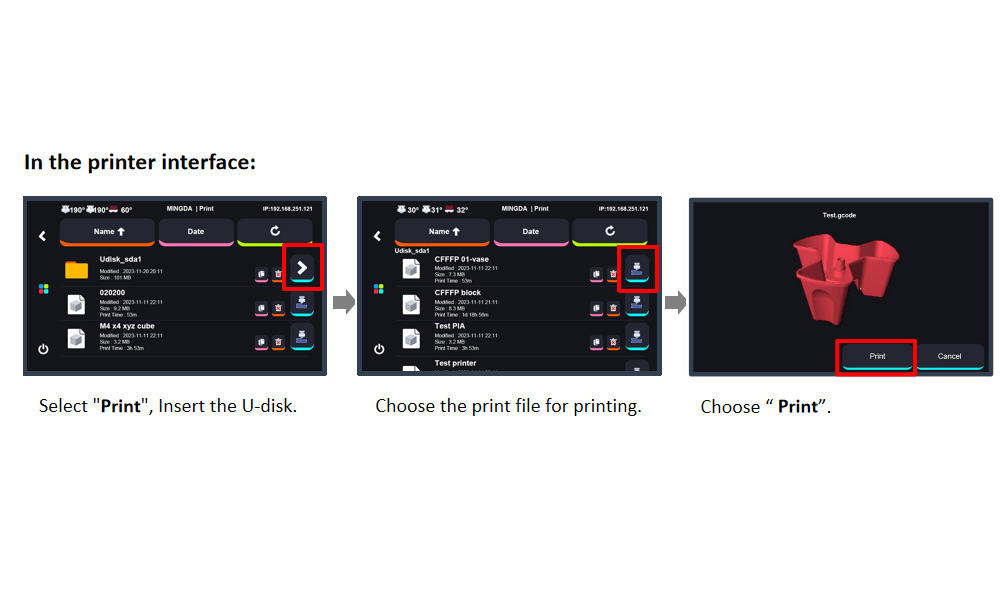 In the printer interface:
190° 190° 60° MINGDA | Print IP:192.168.251.121
Name Date
Udisk_sda1
Modified : 2023-11-20 20:11
Size : 101 MB
020200
Modified : 2023-11-11 22:11
Size : 9.2 MB
Print Time : 53m
M4 x4 xyz cube
Modified : 2023-11-11 22:11
Size : 3.2 MB
Print Time : 3h 53m
Select "Print", Insert the U-disk.
30° 31° 32° MINGDA | Print IP:192.168.251.121
Name Date
Udisk_sda1
CFFFP 01-vase
Modified : 2023-11-11 22:11
Size : 7.3 MB
Print Time : 53m
CFFFP block
Modified : 2023-11-11 21:11
Size : 8.3 MB
Print Time : 1d 18h 56m
Test PIA
Modified : 2023-11-11 22:11
Size : 3.2 MB
Print Time : 3h 53m
Test printer
Choose the print file for printing.
Test.gcode
Print Cancel
Choose “ Print”.